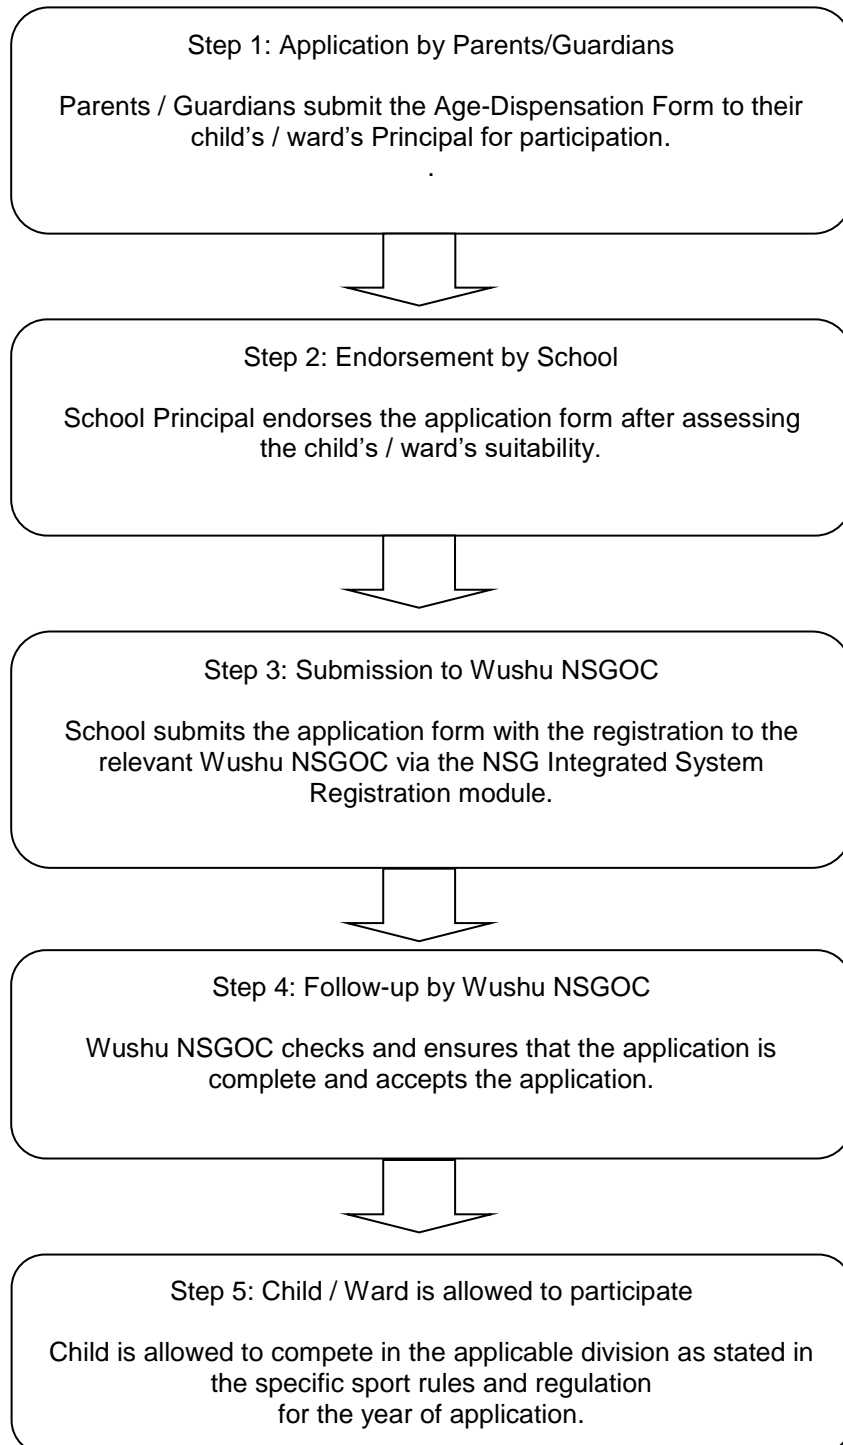 Step 1: Application by Parents/Guardians
Parents / Guardians submit the Age-Dispensation Form to their
child's / ward's Principal for participation.
.
Step 2: Endorsement by School
School Principal endorses the application form after assessing
the child's / ward's suitability.
Step 3: Submission to Wushu NSGOC
School submits the application form with the registration to the
relevant Wushu NSGOC via the NSG Integrated System
Registration module.
Step 4: Follow-up by Wushu NSGOC
Wushu NSGOC checks and ensures that the application is
complete and accepts the application.
Step 5: Child / Ward is allowed to participate
Child is allowed to compete in the applicable division as stated in
the specific sport rules and regulation
for the year of application.